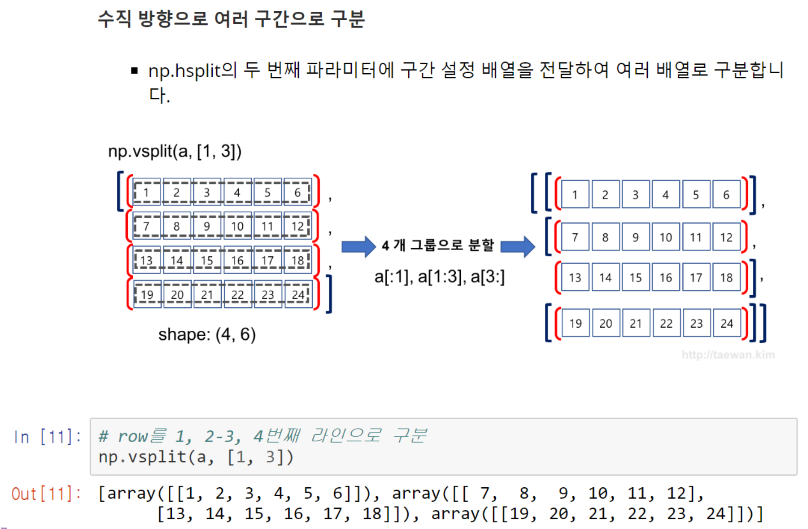 수직 방향으로 여러 구간으로 구분
▪ np.hsplit의 두 번째 파라미터에 구간 설정 배열을 전달하여 여러 배열로 구분합니
다.
np.vsplit(a, [1, 3])
[ ( 1 2 3 4 5 6 ) ,
( 7 8 9 10 11 12 ) ,
( 13 14 15 16 17 18 ) ,
( 19 20 21 22 23 24 ) ]
shape: (4, 6)
4 개 그룹으로 분할
a[:1], a[1:3], a[3:]
[ [ ( 1 2 3 4 5 6 ) ] ,
[ ( 7 8 9 10 11 12 ) ,
( 13 14 15 16 17 18 ) ] ,
[ ( 19 20 21 22 23 24 ) ] ]
http://taewan.kim
In [11]: # row를 1, 2-3, 4번째 라인으로 구분
np.vsplit(a, [1, 3])
Out[11]: [array([[1, 2, 3, 4, 5, 6]]), array([[ 7,  8,  9, 10, 11, 12],
[13, 14, 15, 16, 17, 18]]), array([[19, 20, 21, 22, 23, 24]])]